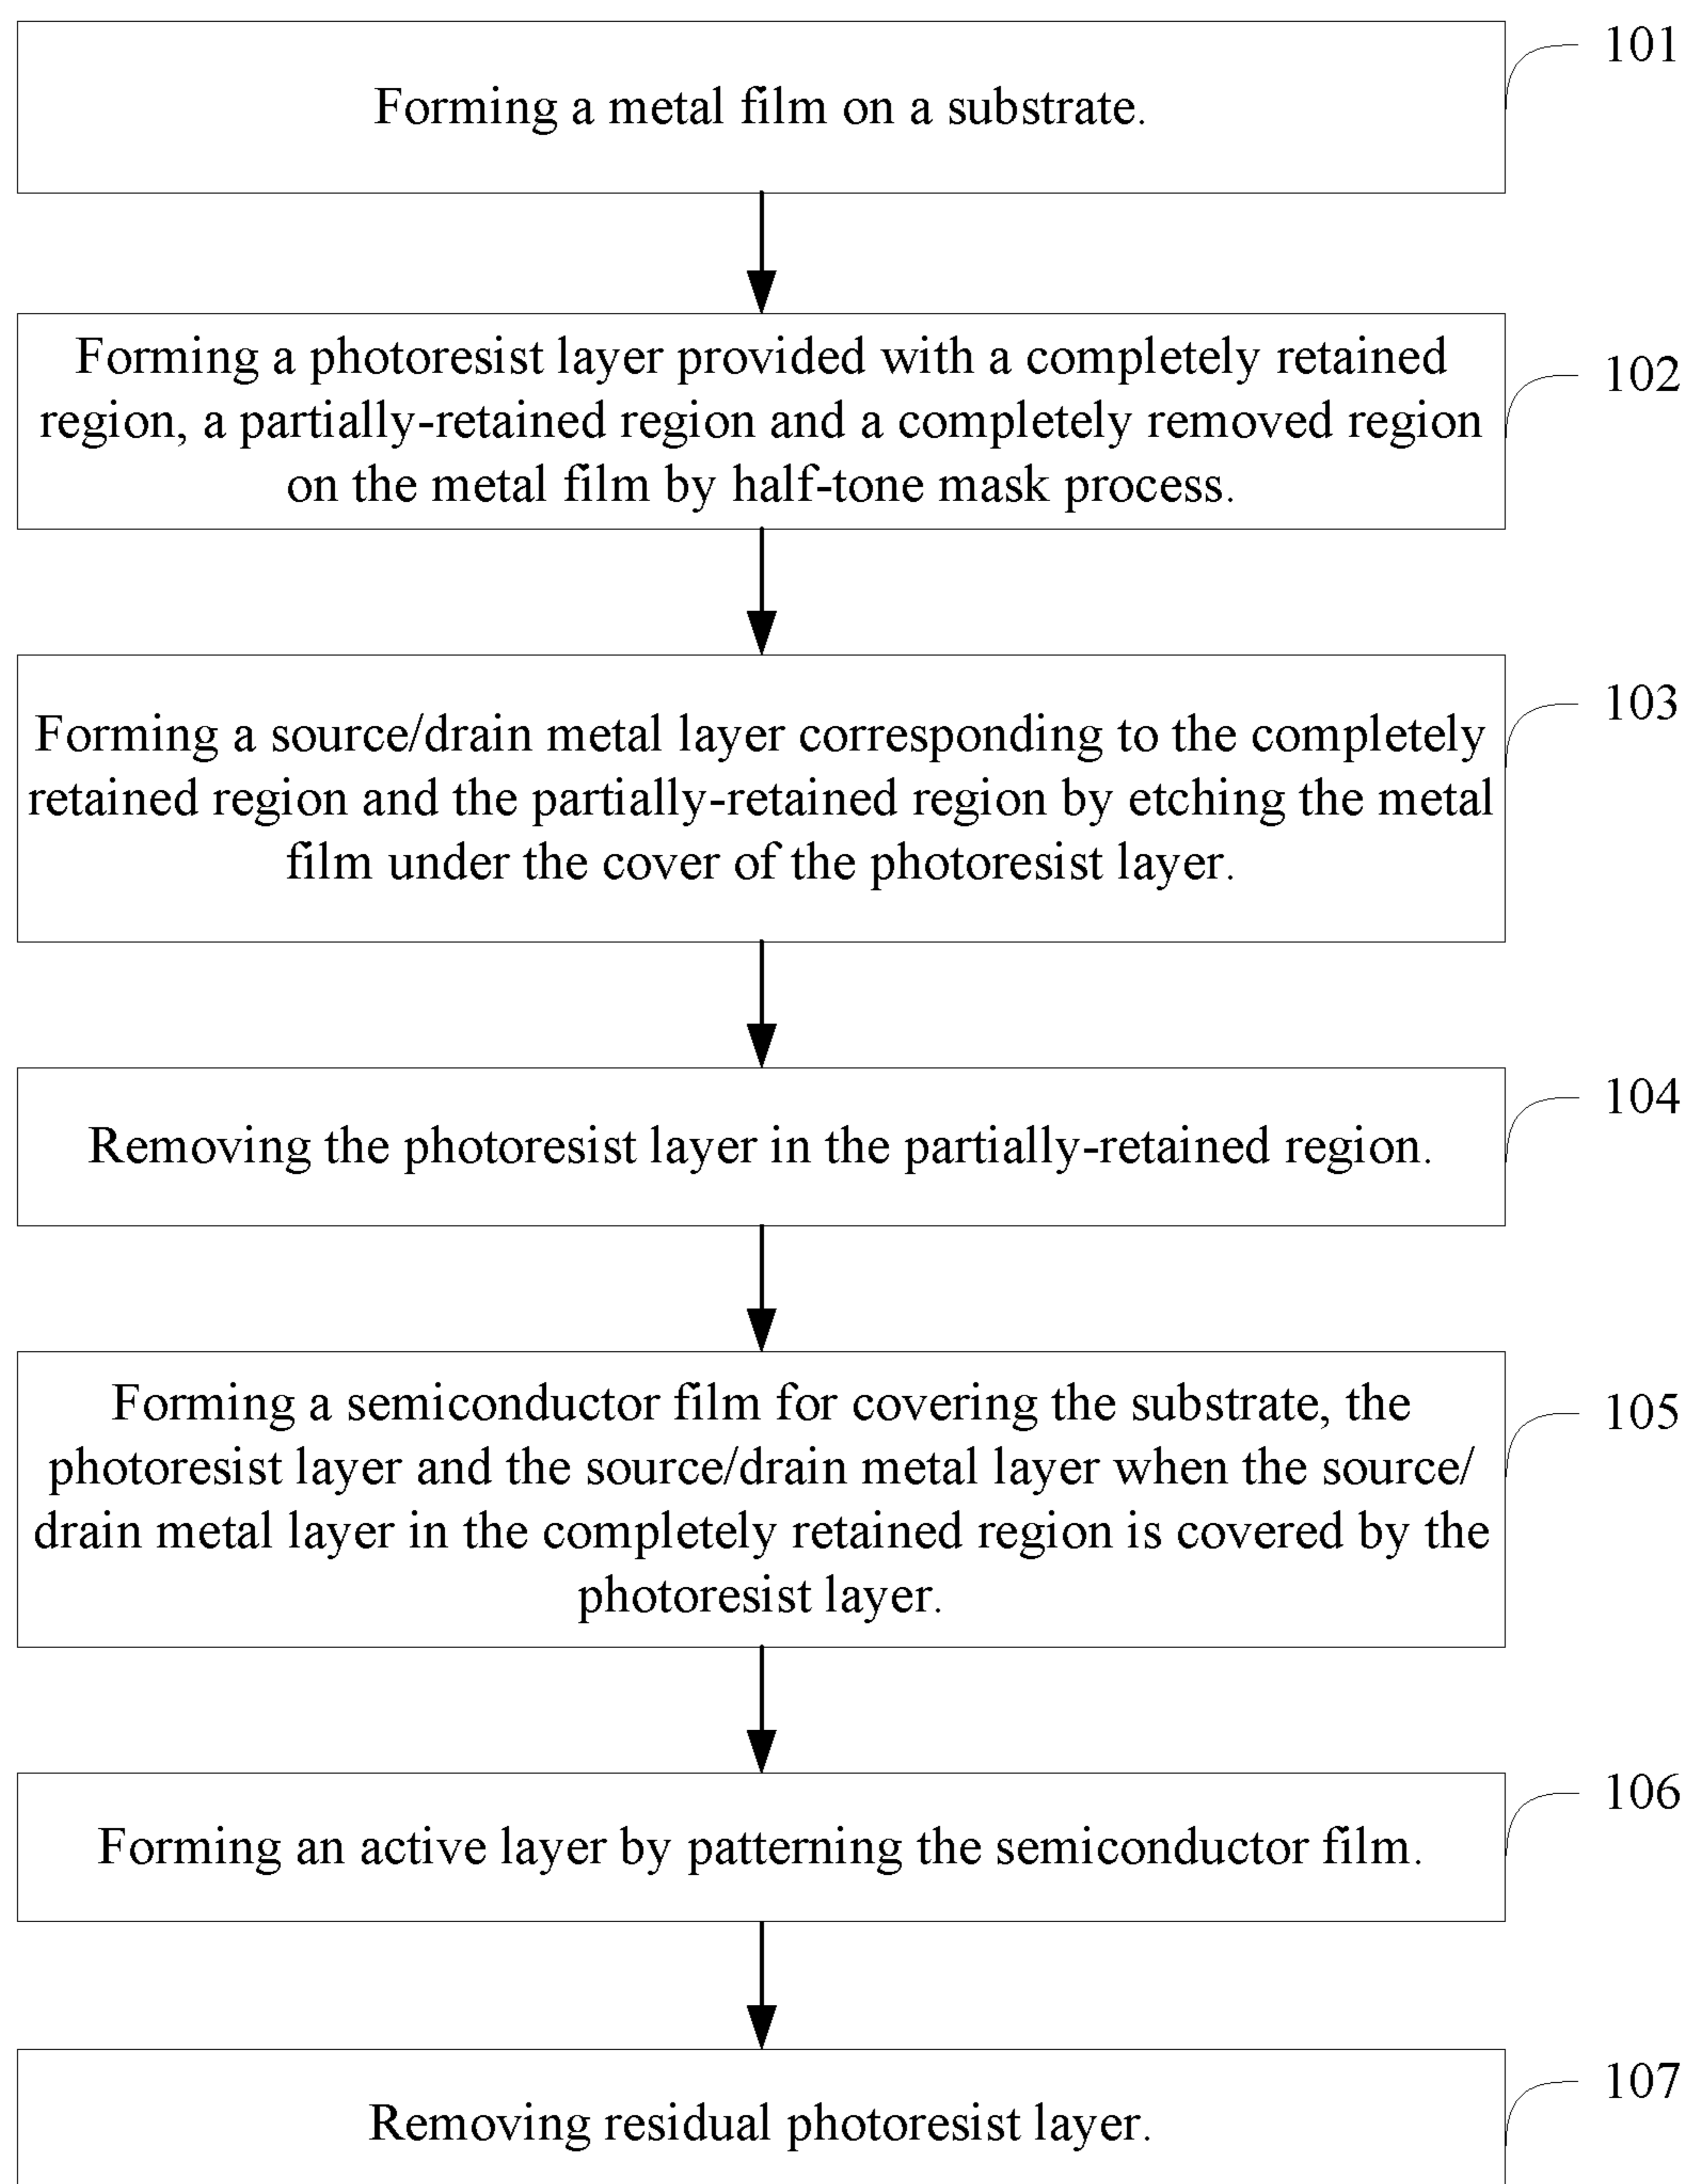 101
Forming a metal film on a substrate.
102
Forming a photoresist layer provided with a completely retained
region, a partially-retained region and a completely removed region
on the metal film by half-tone mask process.
103
Forming a source/drain metal layer corresponding to the completely
retained region and the partially-retained region by etching the metal
film under the cover of the photoresist layer.
104
Removing the photoresist layer in the partially-retained region.
105
Forming a semiconductor film for covering the substrate, the
photoresist layer and the source/drain metal layer when the source/
drain metal layer in the completely retained region is covered by the
photoresist layer.
106
Forming an active layer by patterning the semiconductor film.
107
Removing residual photoresist layer.